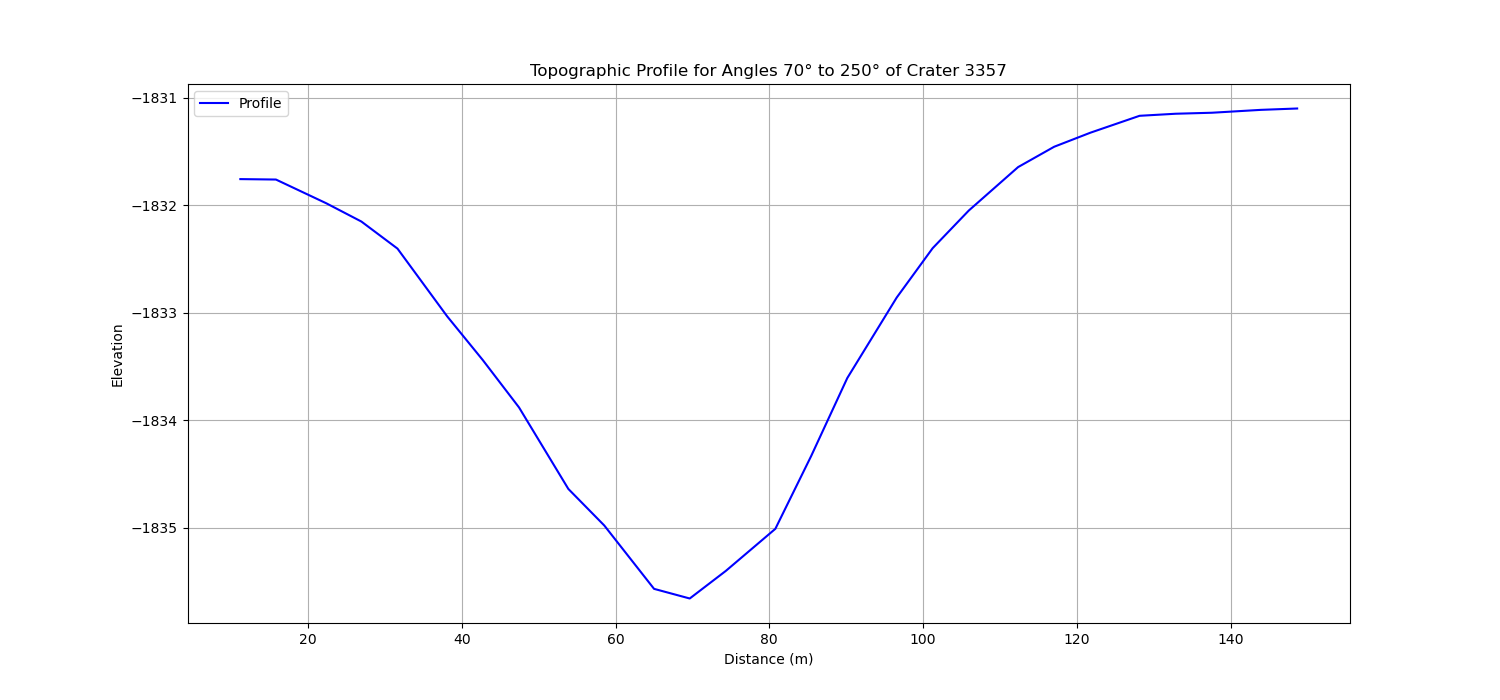 Topographic Profile for Angles 70° to 250° of Crater 3357
Profile
−1831
−1832
−1833
−1834
−1835
Elevation
20 40 60 80 100 120 140
Distance (m)